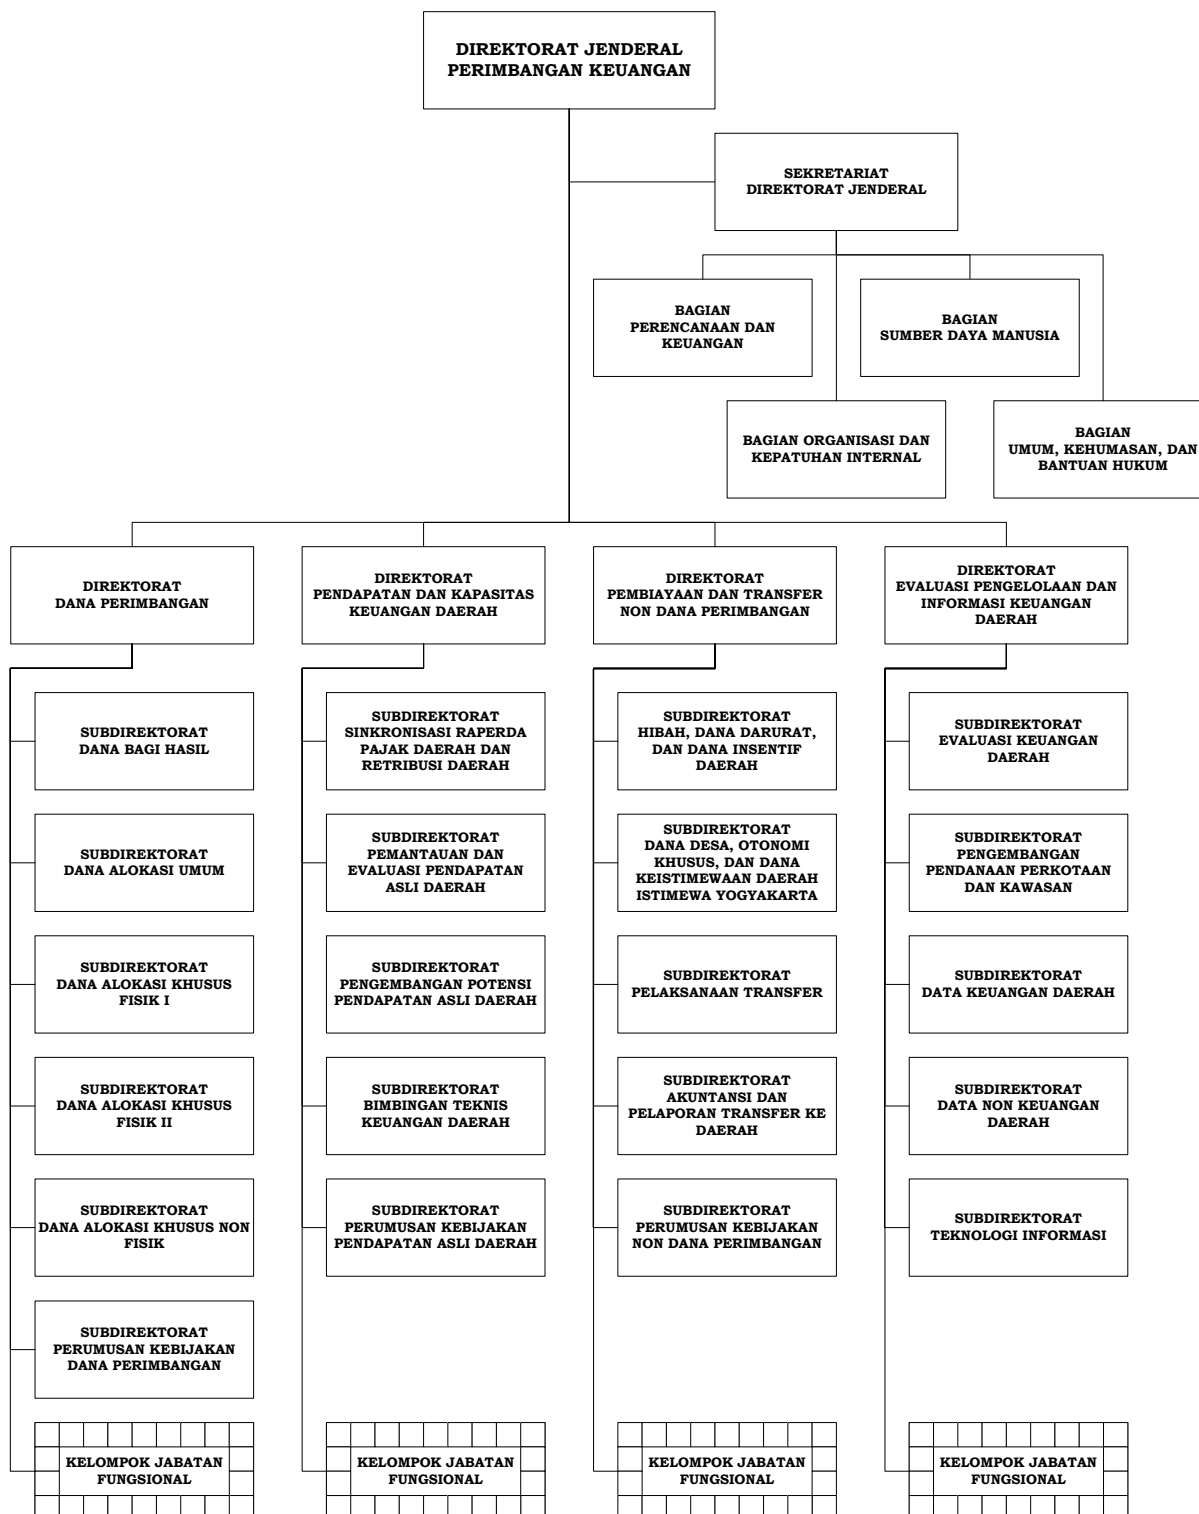 DIREKTORAT JENDERAL
PERIMBANGAN KEUANGAN
SEKRETARIAT
DIREKTORAT JENDERAL
BAGIAN
PERENCANAAN DAN
KEUANGAN
BAGIAN
SUMBER DAYA MANUSIA
BAGIAN ORGANISASI DAN
KEPATUHAN INTERNAL
BAGIAN
UMUM, KEHUMASAN, DAN
BANTUAN HUKUM
DIREKTORAT
DANA PERIMBANGAN
DIREKTORAT
PENDAPATAN DAN KAPASITAS
KEUANGAN DAERAH
DIREKTORAT
PEMBIAYAAN DAN TRANSFER
NON DANA PERIMBANGAN
DIREKTORAT
EVALUASI PENGELOLAAN DAN
INFORMASI KEUANGAN
DAERAH
SUBDIREKTORAT
DANA BAGI HASIL
SUBDIREKTORAT
SINKRONISASI RAPERDA
PAJAK DAERAH DAN
RETRIBUSI DAERAH
SUBDIREKTORAT
HIBAH, DANA DARURAT,
DAN DANA INSENTIF
DAERAH
SUBDIREKTORAT
EVALUASI KEUANGAN
DAERAH
SUBDIREKTORAT
DANA ALOKASI UMUM
SUBDIREKTORAT
PEMANTAUAN DAN
EVALUASI PENDAPATAN
ASLI DAERAH
SUBDIREKTORAT
DANA DESA, OTONOMI
KHUSUS, DAN DANA
KEISTIMEWAAN DAERAH
ISTIMEWA YOGYAKARTA
SUBDIREKTORAT
PENGEMBANGAN
PENDANAAN PERKOTAAN
DAN KAWASAN
SUBDIREKTORAT
DANA ALOKASI KHUSUS
FISIK I
SUBDIREKTORAT
PENGEMBANGAN POTENSI
PENDAPATAN ASLI DAERAH
SUBDIREKTORAT
PELAKSANAAN TRANSFER
SUBDIREKTORAT
DATA KEUANGAN DAERAH
SUBDIREKTORAT
DANA ALOKASI KHUSUS
FISIK II
SUBDIREKTORAT
BIMBINGAN TEKNIS
KEUANGAN DAERAH
SUBDIREKTORAT
AKUNTANSI DAN
PELAPORAN TRANSFER KE
DAERAH
SUBDIREKTORAT
DATA NON KEUANGAN
DAERAH
SUBDIREKTORAT
DANA ALOKASI KHUSUS NON
FISIK
SUBDIREKTORAT
PERUMUSAN KEBIJAKAN
PENDAPATAN ASLI DAERAH
SUBDIREKTORAT
PERUMUSAN KEBIJAKAN
NON DANA PERIMBANGAN
SUBDIREKTORAT
TEKNOLOGI INFORMASI
SUBDIREKTORAT
PERUMUSAN KEBIJAKAN
DANA PERIMBANGAN
KELOMPOK JABATAN
FUNGSIONAL
KELOMPOK JABATAN
FUNGSIONAL
KELOMPOK JABATAN
FUNGSIONAL
KELOMPOK JABATAN
FUNGSIONAL